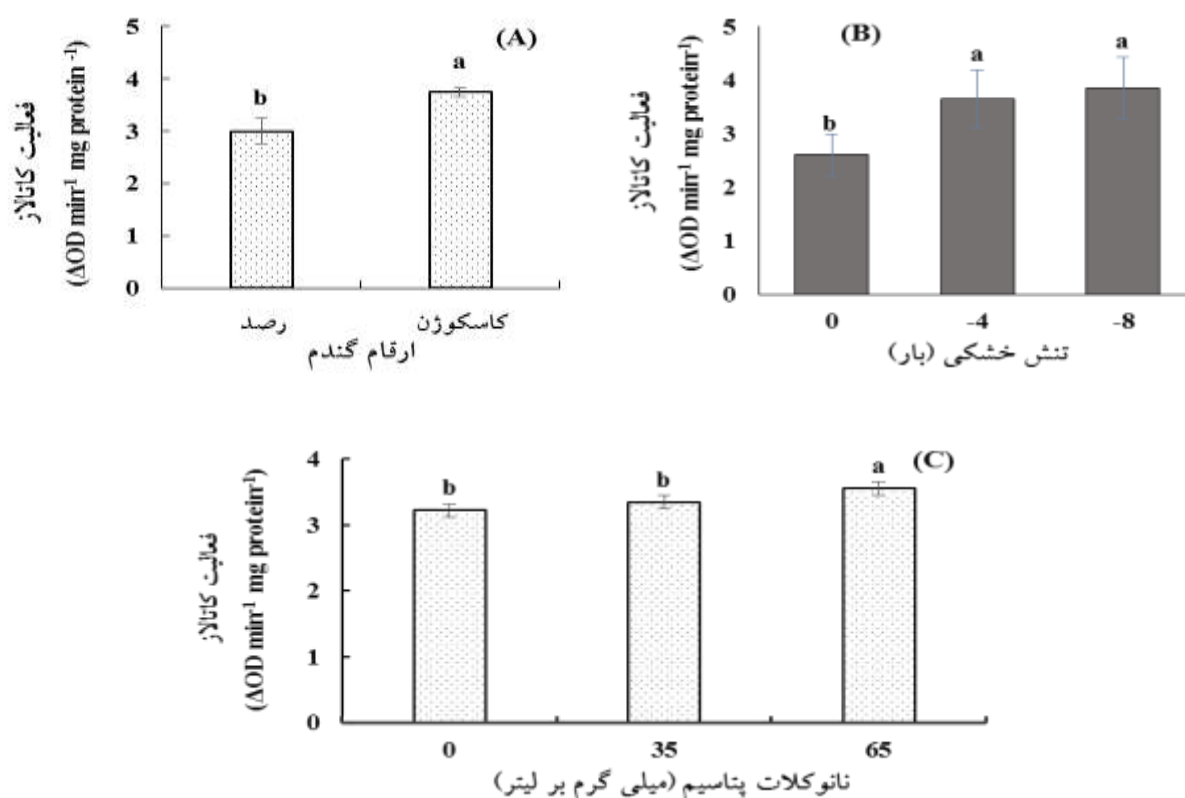 (A)
فعالیت کاتالاز
(ΔOD min-1 mg protein -1)
5
4
3
2
1
0
b
a
رصد
کاسکوژن
ارقام گندم
(B)
فعالیت کاتالاز
(ΔOD min-1 mg protein-1)
5
4
3
2
1
0
b
a
a
0
-4
-8
تنش خشکی (بار)
(C)
فعالیت کاتالاز
(ΔOD min-1 mg protein-1)
4
3
2
1
0
b
b
a
0
35
65
نانوکلات پتاسیم (میلی گرم بر لیتر)